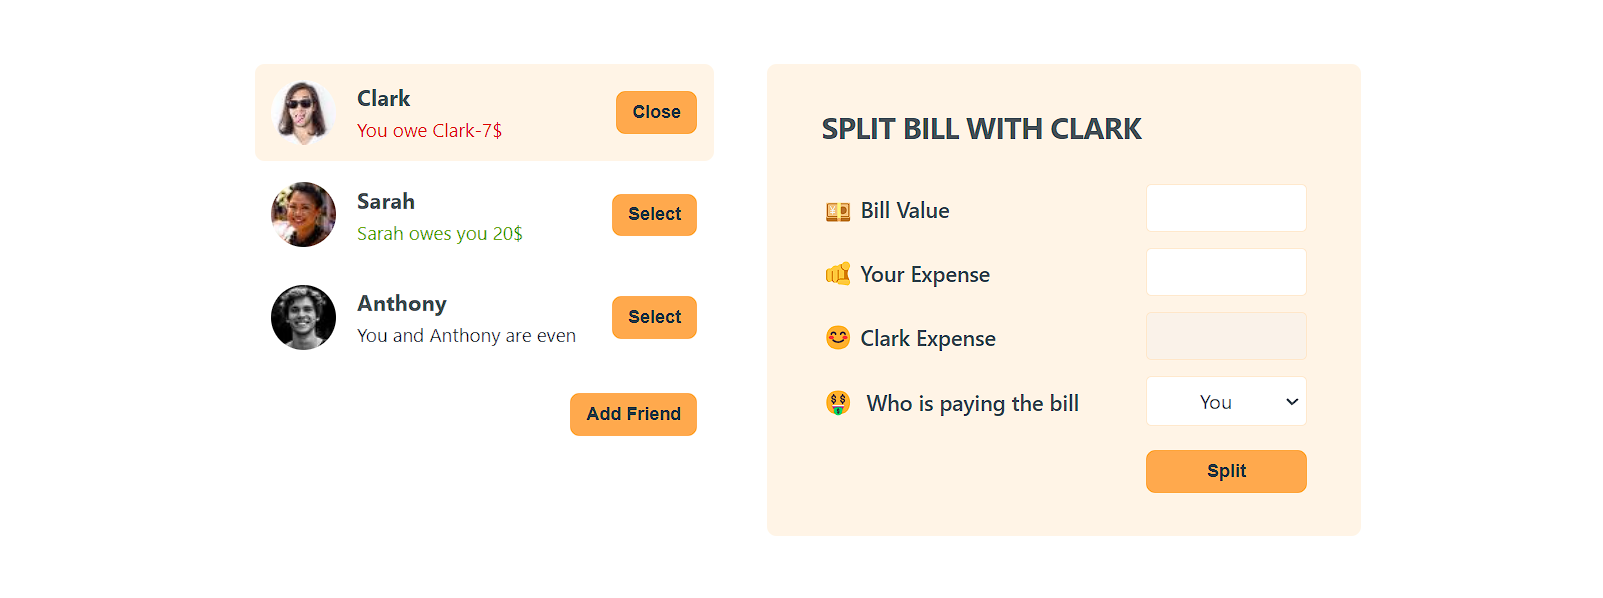 Clark
You owe Clark-7$
Close
Sarah
Sarah owes you 20$
Select
Anthony
You and Anthony are even
Select
Add Friend
SPLIT BILL WITH CLARK
💴 Bill Value
🫵 Your Expense
😊 Clark Expense
🤑 Who is paying the bill
You
Split